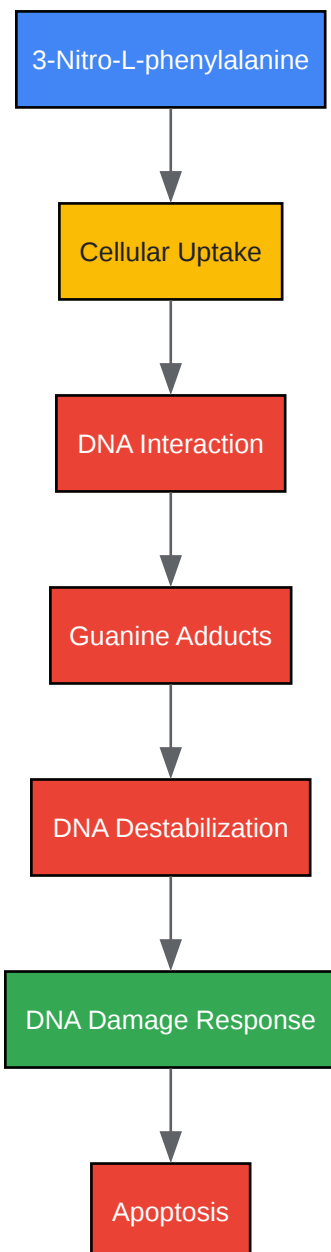 3-Nitro-L-phenylalanine
Cellular Uptake
DNA Interaction
Guanine Adducts
DNA Destabilization
DNA Damage Response
Apoptosis